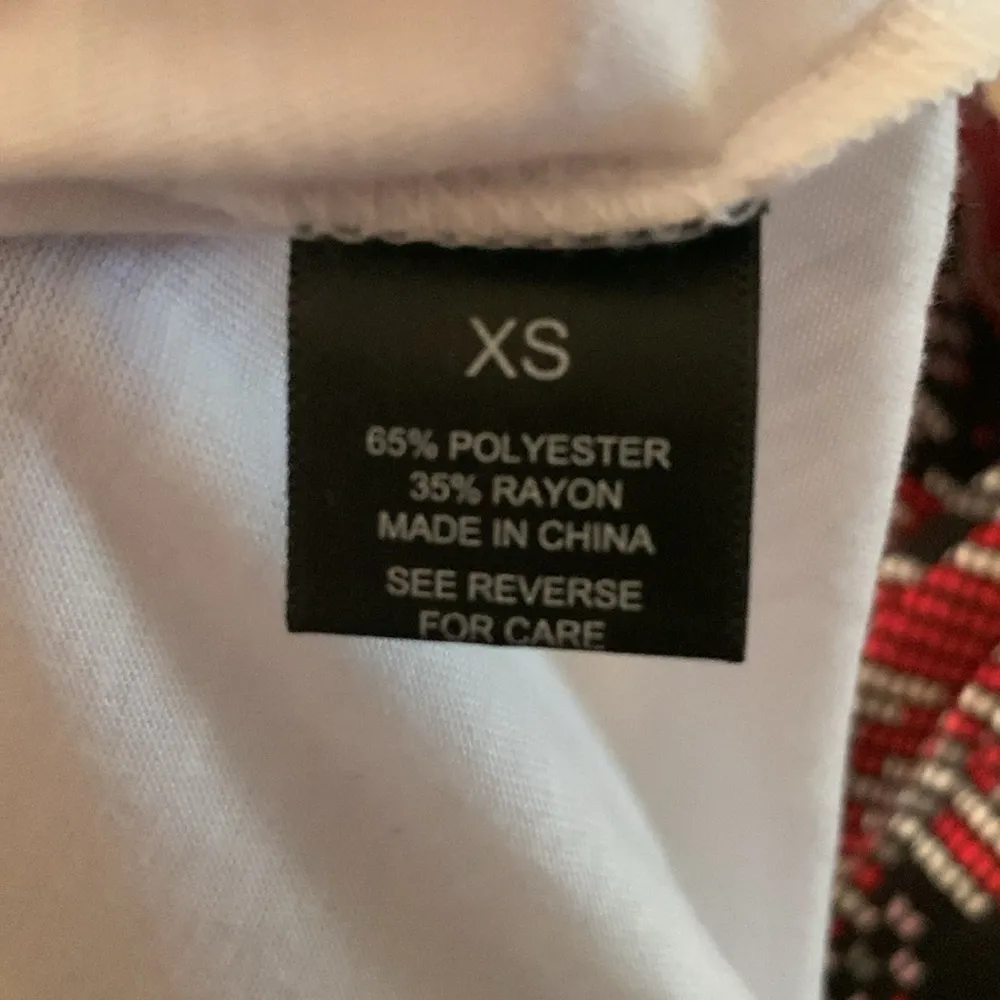 XS
65% POLYESTER
35% RAYON
MADE IN CHINA
SEE REVERSE
FOR CARE